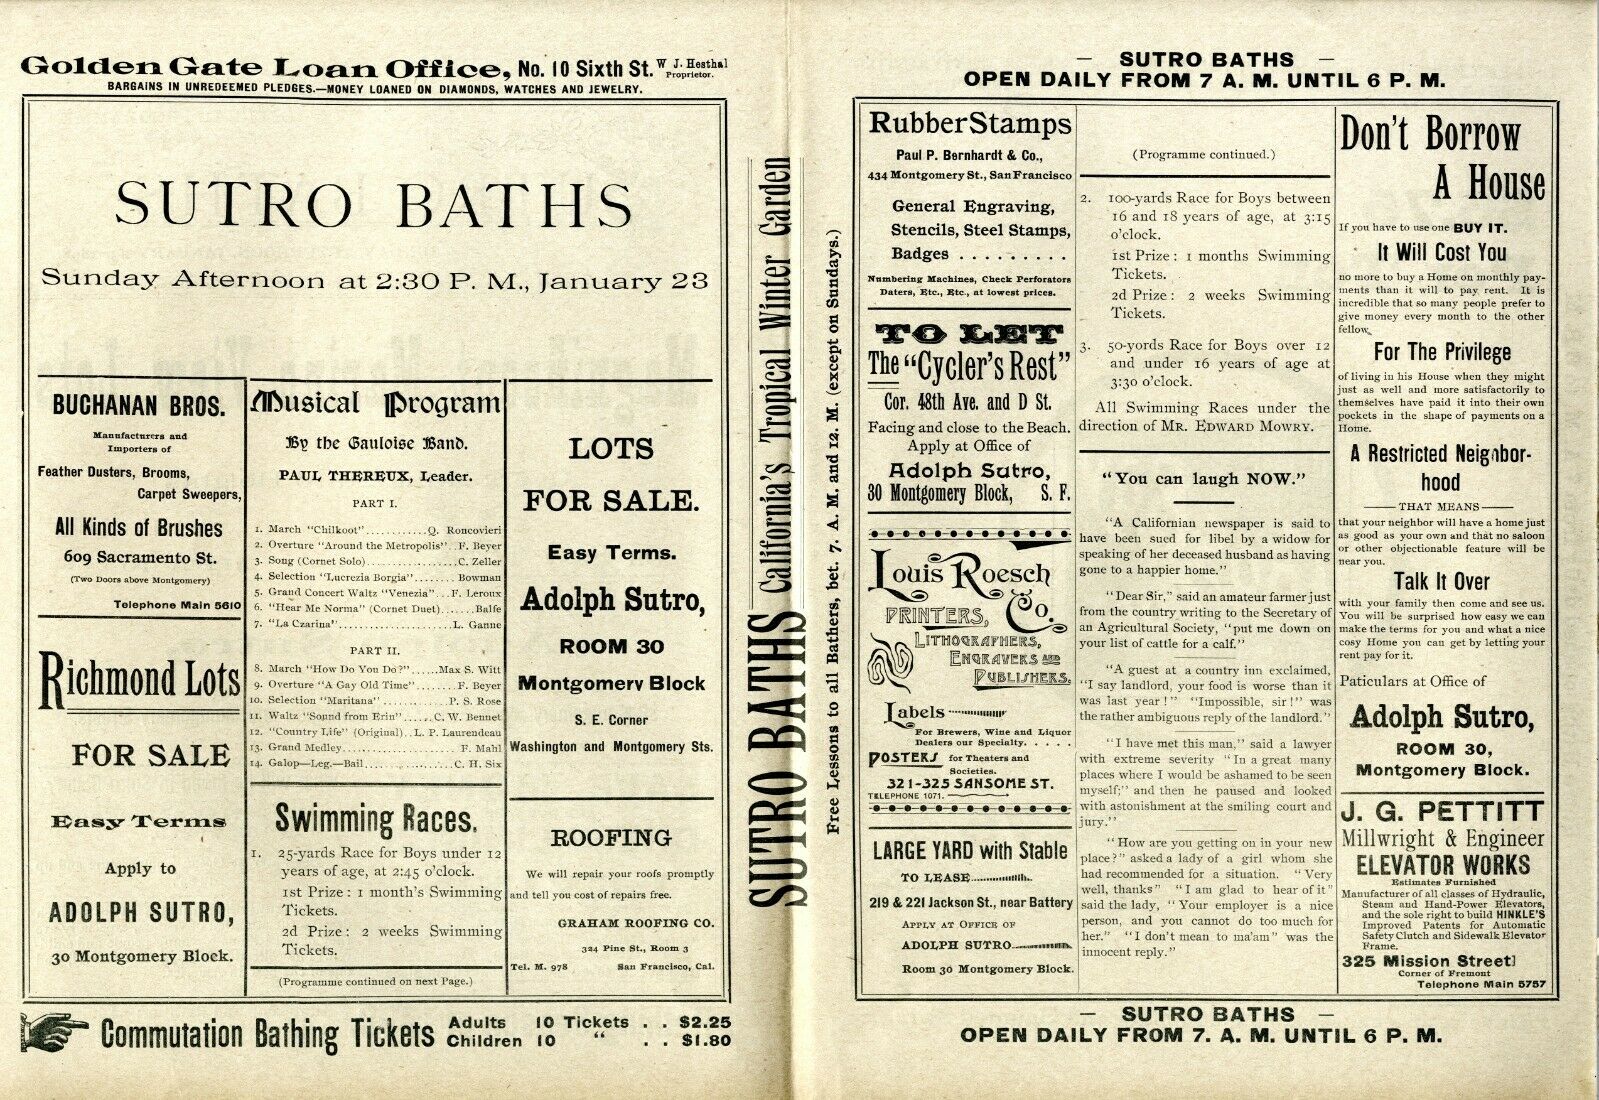 Golden Gate Loan Office, No. 10 Sixth St. W J. Hesthal Proprietor.
BARGAINS IN UNREDEEMED PLEDGES.—MONEY LOANED ON DIAMONDS, WATCHES AND JEWELRY.
SUTRO BATHS
Sunday Afternoon at 2:30 P. M., January 23
BUCHANAN BROS.
Manufacturers and
Importers of
Feather Dusters, Brooms,
Carpet Sweepers,
All Kinds of Brushes
609 Sacramento St.
(Two Doors above Montgomery)
Telephone Main 5610
Richmond Lots
FOR SALE
Easy Terms
Apply to
ADOLPH SUTRO,
30 Montgomery Block.
Musical Program
By the Gauloise Band.
PAUL THEREUX, Leader.
PART I.
1. March "Chilkoot"............Q. Roncovieri
2. Overture "Around the Metropolis"..F. Beyer
3. Song (Cornet Solo)..................C. Zeller
4. Selection "Lucrezia Borgia"........Bowman
5. Grand Concert Waltz "Venezia"...F. Leroux
6. "Hear Me Norma" (Cornet Duet)......Balfe
7. "La Czarina"......................L. Ganne
PART II.
8. March "How Do You Do?"......Max S. Witt
9. Overture "A Gay Old Time"........F. Beyer
10. Selection "Maritana"..............P. S. Rose
11. Waltz "Sound from Erin".....C. W. Bennet
12. "Country Life" (Original)..L. P. Laurendeau
13. Grand Medley.......................F. Mahl
14. Galop—Leg.—Bail..................C. H. Six
Swimming Races.
1. 25-yards Race for Boys under 12
years of age, at 2:45 o'clock.
1st Prize: 1 month's Swimming
Tickets.
2d Prize: 2 weeks Swimming
Tickets.
(Programme continued on next Page.)
LOTS
FOR SALE.
Easy Terms.
Adolph Sutro,
ROOM 30
Montgomery Block
S. E. Corner
Washington and Montgomery Sts.
ROOFING
We will repair your roofs promptly
and tell you cost of repairs free.
GRAHAM ROOFING CO.
324 Pine St., Room 3
Tel. M. 978 San Francisco, Cal.
Commutation Bathing Tickets
Adults 10 Tickets . . $2.25
Children 10 " . . $1.80
SUTRO BATHS California's Tropical Winter Garden
Free Lessons to all Bathers, bet. 7. A. M. and 12. M. (except on Sundays.)
— SUTRO BATHS —
OPEN DAILY FROM 7 A. M. UNTIL 6 P. M.
Rubber Stamps
Paul P. Bernhardt & Co.,
434 Montgomery St., San Francisco
General Engraving,
Stencils, Steel Stamps,
Badges . . . . . . . . .
Numbering Machines, Check Perforators
Daters, Etc., Etc., at lowest prices.
TO LET
The "Cycler's Rest"
Cor. 48th Ave. and D St.
Facing and close to the Beach.
Apply at Office of
Adolph Sutro,
30 Montgomery Block, S. F.
Louis Roesch
Co.
PRINTERS,
LITHOGRAPHERS,
ENGRAVERS AND
PUBLISHERS.
Labels
For Brewers, Wine and Liquor
Dealers our Specialty. . . . .
POSTERS for Theaters and
Societies.
321-325 SANSOME ST.
TELEPHONE 1071.
LARGE YARD with Stable
TO LEASE
219 & 221 Jackson St., near Battery
APPLY AT OFFICE OF
ADOLPH SUTRO
Room 30 Montgomery Block.
(Programme continued.)
2. 100-yards Race for Boys between
16 and 18 years of age, at 3:15
o'clock.
1st Prize: 1 months Swimming
Tickets.
2d Prize: 2 weeks Swimming
Tickets.
3. 50-yords Race for Boys over 12
and under 16 years of age at
3:30 o'clock.
All Swimming Races under the
direction of MR. EDWARD MOWRY.
"You can laugh NOW."
"A Californian newspaper is said to
have been sued for libel by a widow for
speaking of her deceased husband as having
gone to a happier home."
"Dear Sir," said an amateur farmer just
from the country writing to the Secretary of
an Agricultural Society, "put me down on
your list of cattle for a calf."
"A guest at a country inn exclaimed,
"I say landlord, your food is worse than it
was last year!" "Impossible, sir!" was
the rather ambiguous reply of the landlord."
"I have met this man," said a lawyer
with extreme severity "In a great many
places where I would be ashamed to be seen
myself;" and then he paused and looked
with astonishment at the smiling court and
jury."
"How are you getting on in your new
place?" asked a lady of a girl whom she
had recommended for a situation. "Very
well, thanks" "I am glad to hear of it"
said the lady, "Your employer is a nice
person, and you cannot do too much for
her." "I don't mean to ma'am" was the
innocent reply."
Don't Borrow
A House
If you have to use one BUY IT.
It Will Cost You
no more to buy a Home on monthly pay-
ments than it will to pay rent. It is
incredible that so many people prefer to
give money every month to the other
fellow.
For The Privilege
of living in his House when they might
just as well and more satisfactorily to
themselves have paid it into their own
pockets in the shape of payments on a
Home.
A Restricted Neighbor-
hood
—— THAT MEANS ——
that your neighbor will have a home just
as good as your own and that no saloon
or other objectionable feature will be
near you.
Talk It Over
with your family then come and see us.
You will be surprised how easy we can
make the terms for you and what a nice
cosy Home you can get by letting your
rent pay for it.
Paticulars at Office of
Adolph Sutro,
ROOM 30,
Montgomery Block.
J. G. PETTITT
Millwright & Engineer
ELEVATOR WORKS
Estimates Furnished
Manufacturer of all classes of Hydraulic,
Steam and Hand-Power Elevators,
and the sole right to build HINKLE'S
Improved Patents for Automatic
Safety Clutch and Sidewalk Elevator
Frame.
325 Mission Street
Corner of Fremont
Telephone Main 5757
— SUTRO BATHS —
OPEN DAILY FROM 7. A. M. UNTIL 6 P. M.